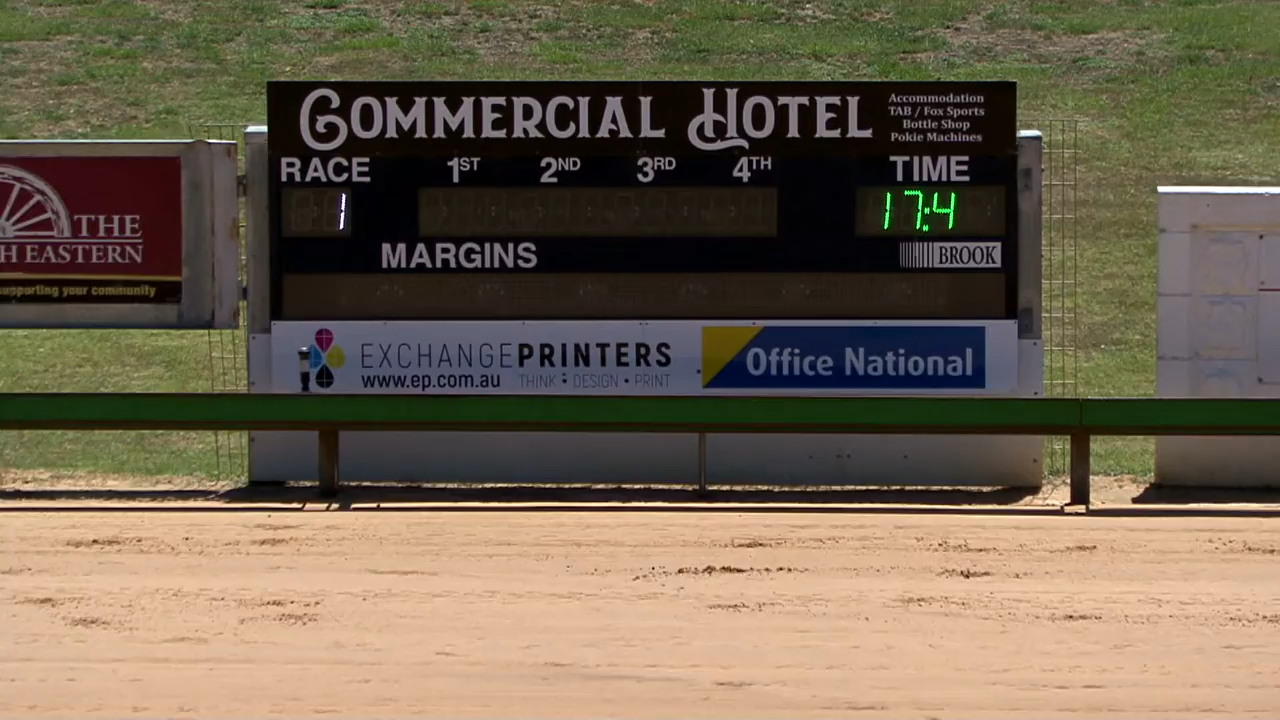 COMMERCIAL HOTEL
Accommodation
TAB / Fox Sports
Bottle Shop
Pokie Machines
RACE 1ST 2ND 3RD 4TH TIME
1 17:4
MARGINS
BROOK
THE
H EASTERN
supporting your community
EXCHANGEPRINTERS
www.ep.com.au THINK • DESIGN • PRINT
Office National